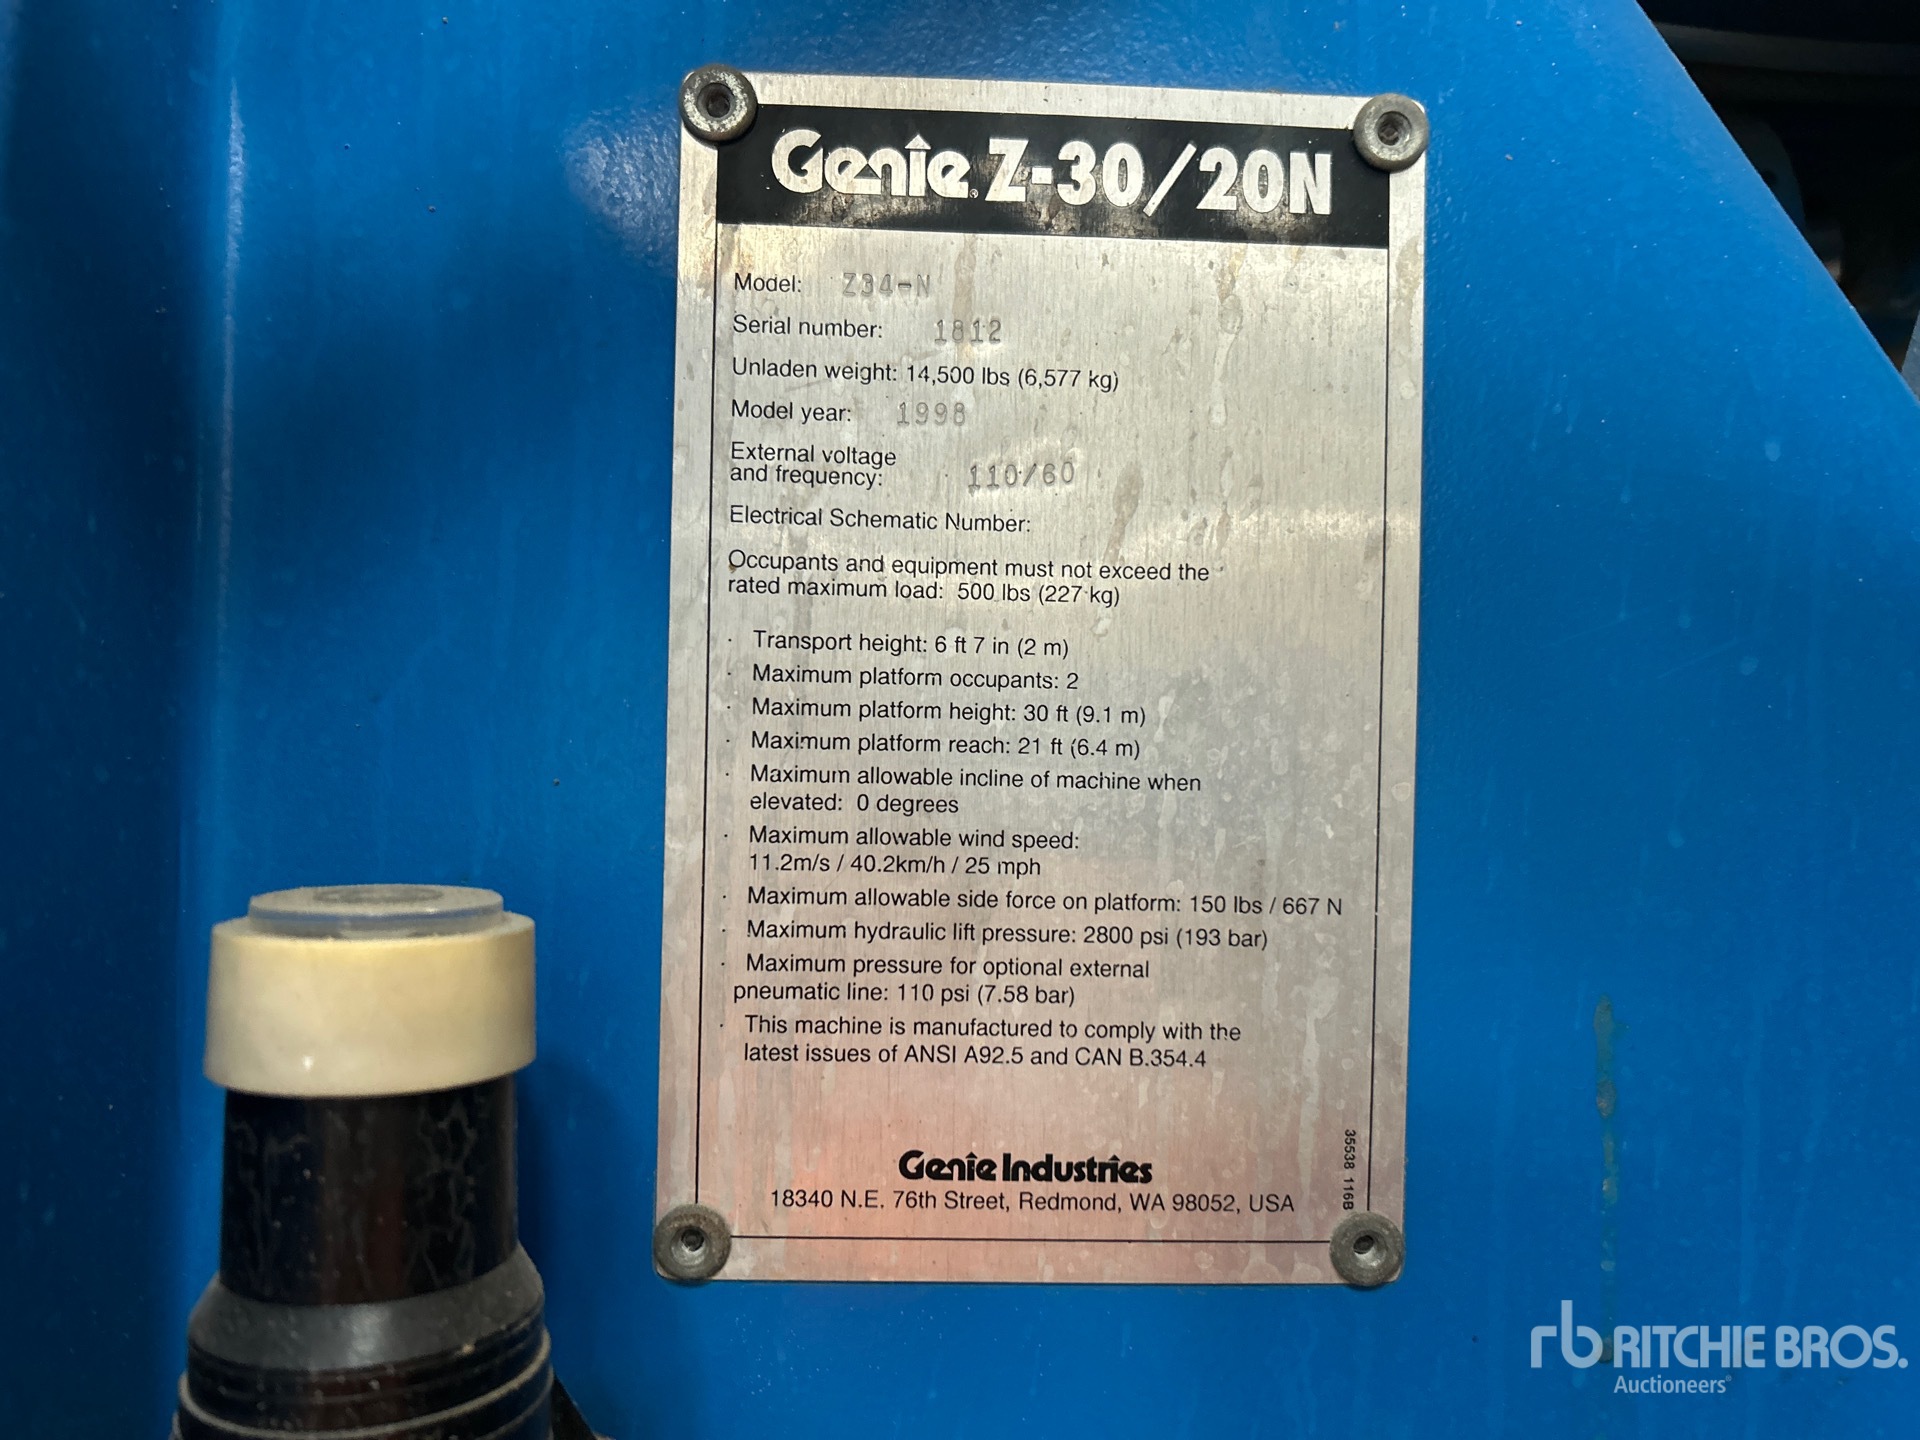 Genie Z-30/20N
Model: Z34-N
Serial number: 1812
Unladen weight: 14,500 lbs (6,577 kg)
Model year: 1998
External voltage
and frequency: 110/60
Electrical Schematic Number:
Occupants and equipment must not exceed the
rated maximum load: 500 lbs (227 kg)
· Transport height: 6 ft 7 in (2 m)
· Maximum platform occupants: 2
· Maximum platform height: 30 ft (9.1 m)
· Maximum platform reach: 21 ft (6.4 m)
· Maximum allowable incline of machine when
elevated: 0 degrees
· Maximum allowable wind speed:
11.2m/s / 40.2km/h / 25 mph
· Maximum allowable side force on platform: 150 lbs / 667 N
· Maximum hydraulic lift pressure: 2800 psi (193 bar)
· Maximum pressure for optional external
pneumatic line: 110 psi (7.58 bar)
· This machine is manufactured to comply with the
latest issues of ANSI A92.5 and CAN B.354.4
35538 116B
Genie Industries
18340 N.E. 76th Street, Redmond, WA 98052, USA
rb RITCHIE BROS.
Auctioneers